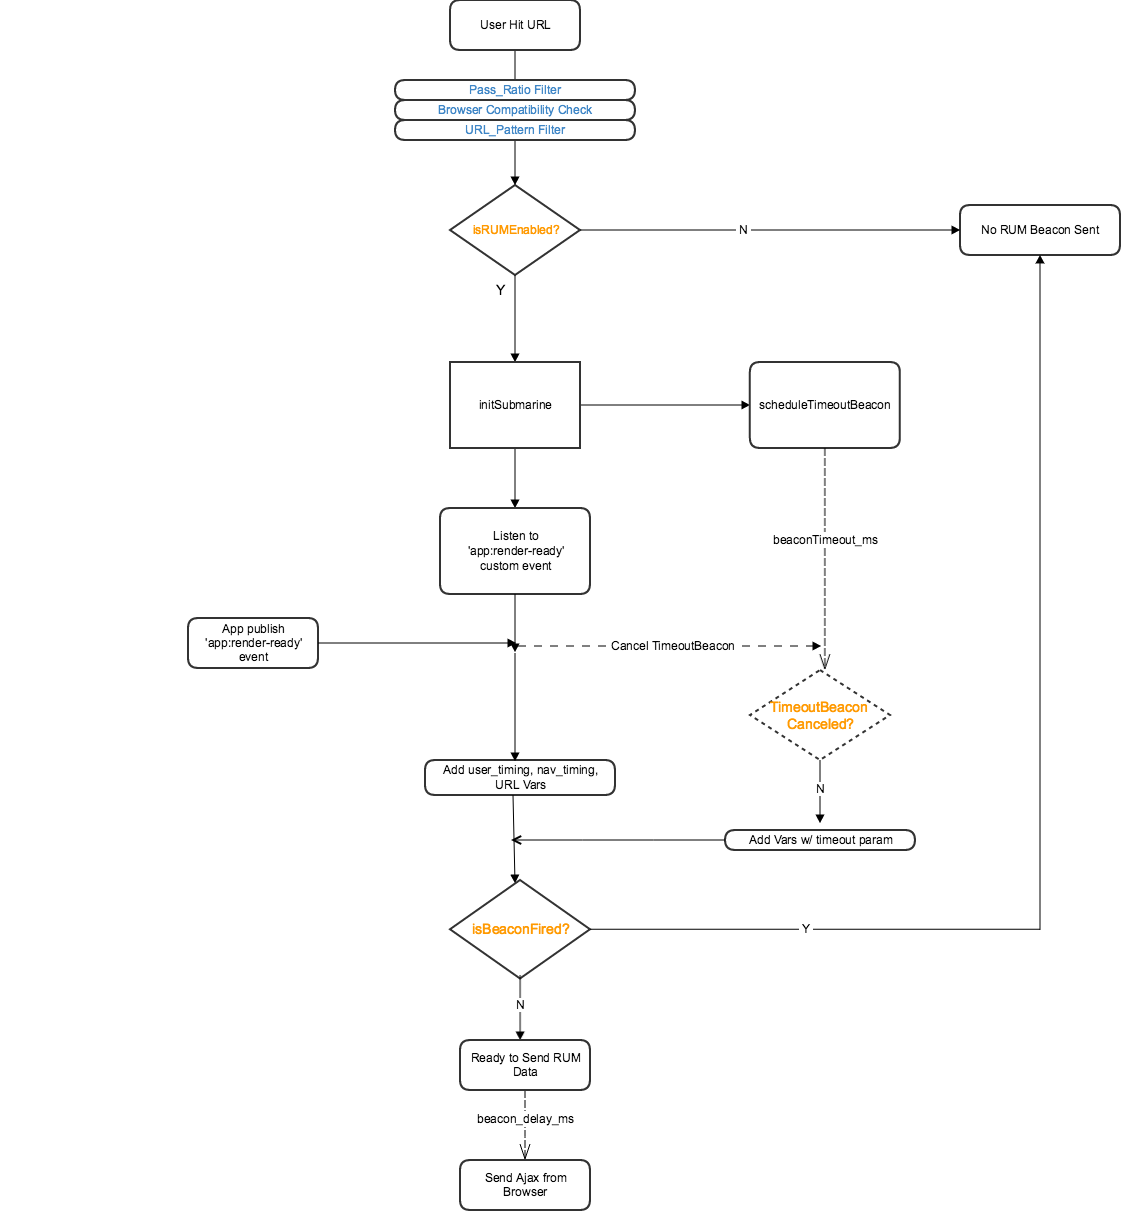 User Hit URL
Pass_Ratio Filter
Browser Compatibility Check
URL_Pattern Filter
isRUMEnabled?
N
No RUM Beacon Sent
Y
initSubmarine
scheduleTimeoutBeacon
Listen to
'app:render-ready'
custom event
beaconTimeout_ms
App publish
'app:render-ready'
event
Cancel TimeoutBeacon
TimeoutBeacon
Canceled?
Add user_timing, nav_timing,
URL Vars
N
Add Vars w/ timeout param
isBeaconFired?
Y
N
Ready to Send RUM
Data
beacon_delay_ms
Send Ajax from
Browser